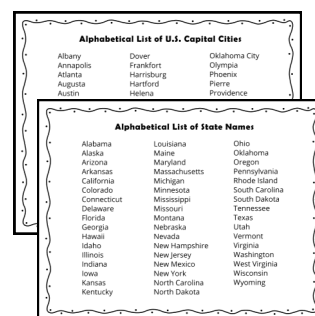 Alphabetical List of U.S. Capital Cities
Albany Dover Oklahoma City
Annapolis Frankfort Olympia
Atlanta Harrisburg Phoenix
Augusta Hartford Pierre
Austin Helena Providence
Alphabetical List of State Names
Alabama Louisiana Ohio
Alaska Maine Oklahoma
Arizona Maryland Oregon
Arkansas Massachusetts Pennsylvania
California Michigan Rhode Island
Colorado Minnesota South Carolina
Connecticut Mississippi South Dakota
Delaware Missouri Tennessee
Florida Montana Texas
Georgia Nebraska Utah
Hawaii Nevada Vermont
Idaho New Hampshire Virginia
Illinois New Jersey Washington
Indiana New Mexico West Virginia
Iowa New York Wisconsin
Kansas North Carolina Wyoming
Kentucky North Dakota